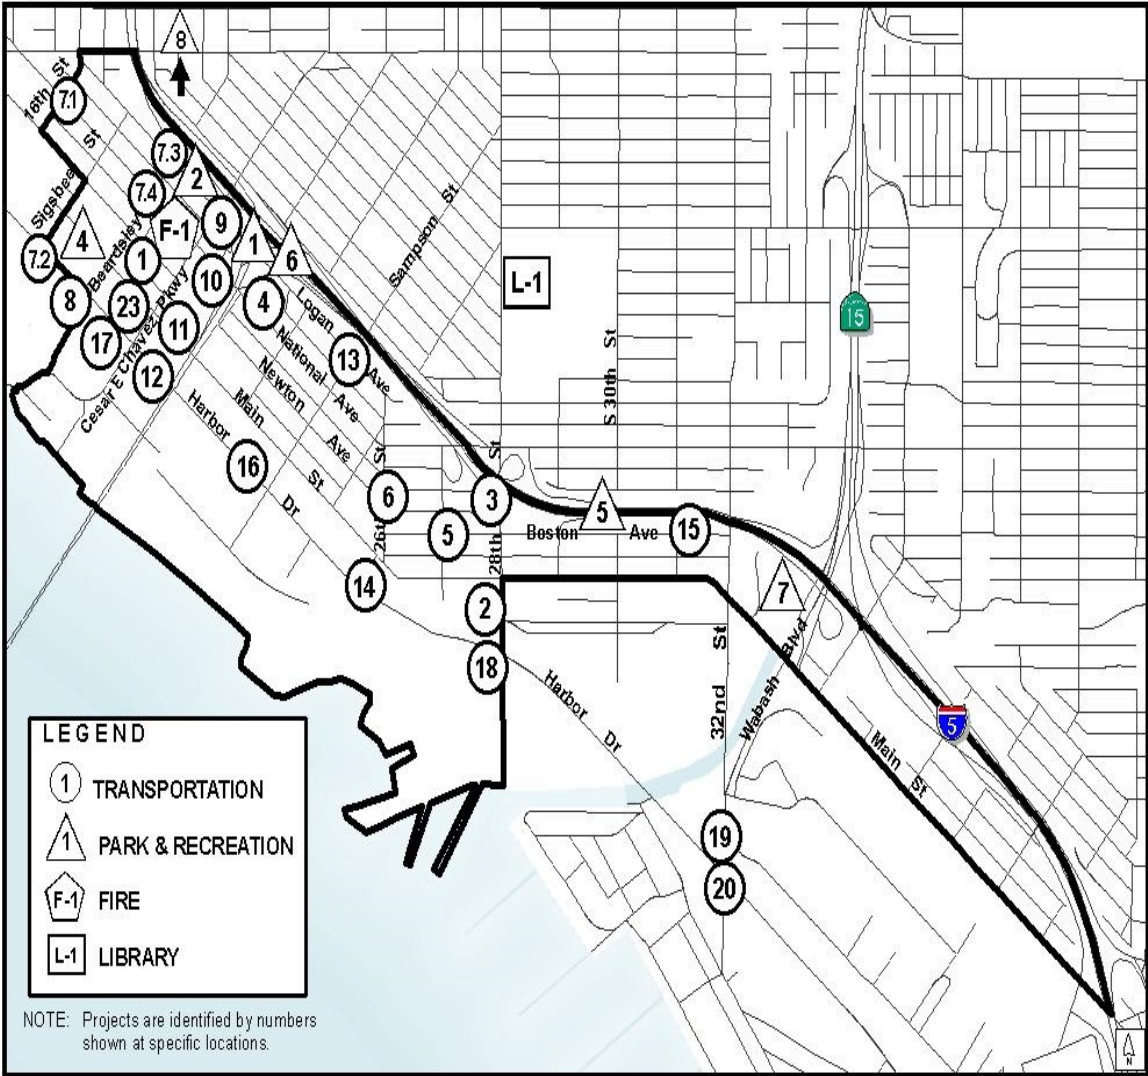 8
16th St
7.1
7.3
2
7.4
Sigsbee St
4
F-1
9
1
6
7.2
Beardsley
1
10
8
23
4
17
11
12
Cesar E Chavez Pkwy
Sampson St
L-1
15
Logan Ave
13
National Ave
Newton Ave
Main St
Harbor Dr
16
S 30th St
26th St
6
28th St
3
5
5
Boston Ave
15
14
2
7
18
32nd St
Wabash Blvd
Harbor Dr
5
Main St
19
20
LEGEND
1 TRANSPORTATION
1 PARK & RECREATION
F-1 FIRE
L-1 LIBRARY
NOTE: Projects are identified by numbers
shown at specific locations.
N